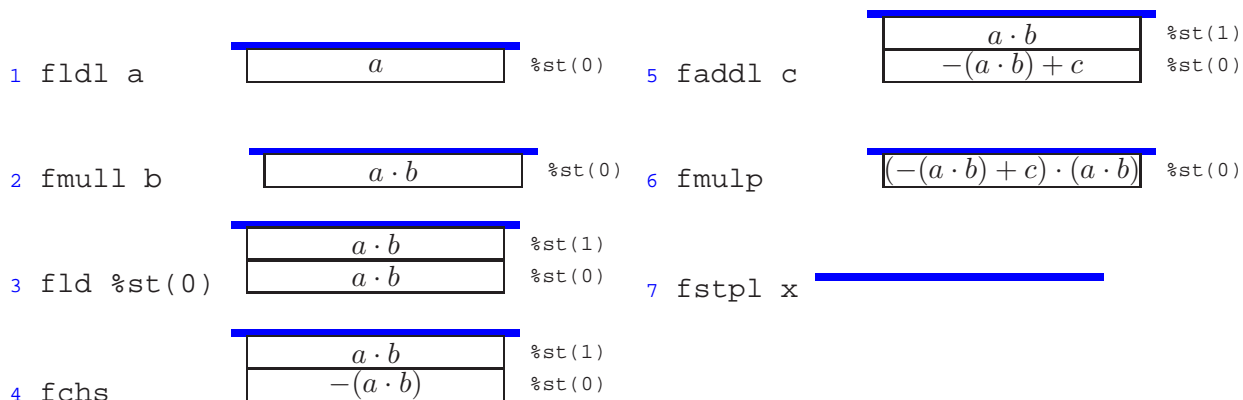 1 fldl a
a %st(0)
2 fmull b
a · b %st(0)
3 fld %st(0)
a · b %st(1)
a · b %st(0)
4 fchs
a · b %st(1)
−(a · b) %st(0)
5 faddl c
a · b %st(1)
−(a · b) + c %st(0)
6 fmulp
(−(a · b) + c) · (a · b) %st(0)
7 fstpl x